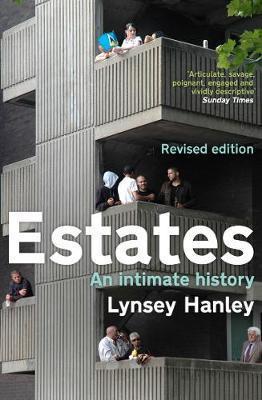 'Articulate, savage,
poignant, engaged and
vividly descriptive'
Sunday Times
Revised edition
Estates
An intimate history
Lynsey Hanley